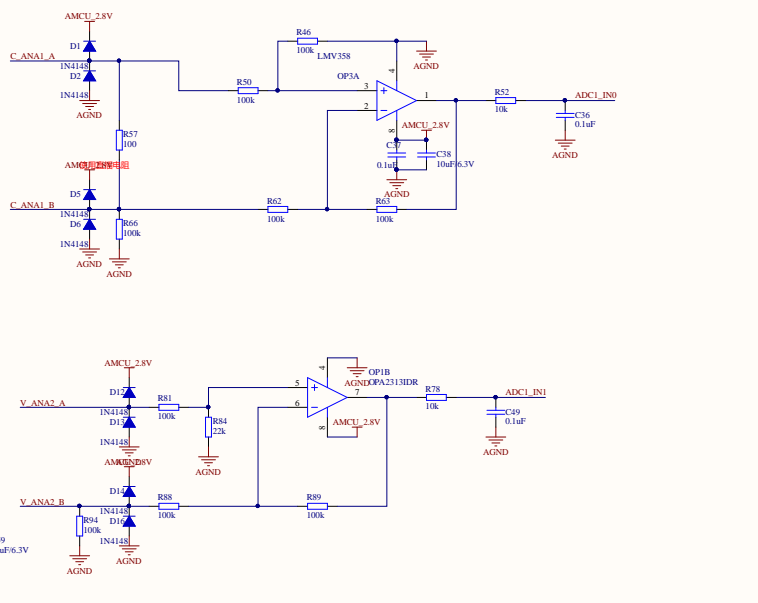 AMCU_2.8V
R46
100k
LMV358
D1
C_ANA1_A
1N4148
D2
1N4148
AGND
AGND
OP3A
4
3
2
1
8
R50
100k
R52
10k
ADC1_IN0
C36
0.1uF
AGND
AMCU_2.8V
C37
0.1uF
C38
10uF/6.3V
AGND
R57
100
D5
C_ANA1_B
1N4148
D6
1N4148
AGND
R66
100k
AGND
R62
100k
R63
100k
AMCU_2.8V
D12
V_ANA2_A
1N4148
D13
1N4148
R81
100k
R84
22k
AGND
5
6
4
7
8
AGND
OP1B
OPA2313IDR
AMCU_2.8V
R78
10k
ADC1_IN1
C49
0.1uF
AGND
D14
V_ANA2_B
1N4148
D16
1N4148
AGND
R88
100k
R89
100k
R94
100k
AGND
9
uF/6.3V